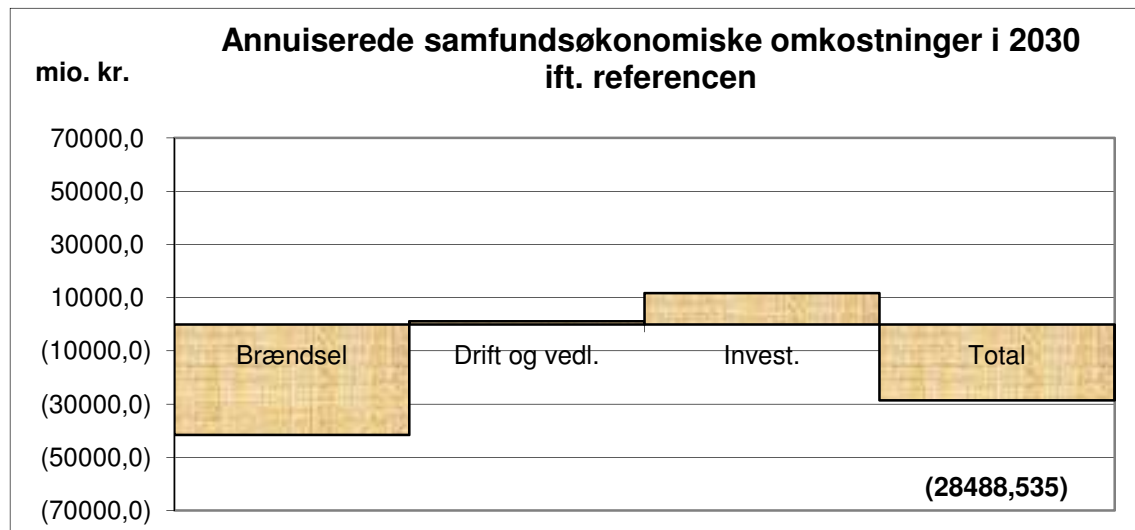 Annuiserede samfundsøkonomiske omkostninger i 2030
ift. referencen
mio. kr.
70000,0
50000,0
30000,0
10000,0
(10000,0)
(30000,0)
(50000,0)
(70000,0)
Brændsel
Drift og vedl.
Invest.
Total
(28488,535)